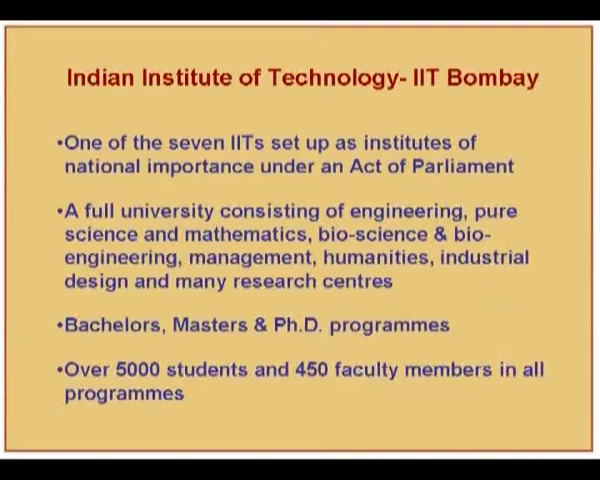 Indian Institute of Technology- IIT Bombay
•One of the seven IITs set up as institutes of
national importance under an Act of Parliament
•A full university consisting of engineering, pure
science and mathematics, bio-science & bio-
engineering, management, humanities, industrial
design and many research centres
•Bachelors, Masters & Ph.D. programmes
•Over 5000 students and 450 faculty members in all
programmes